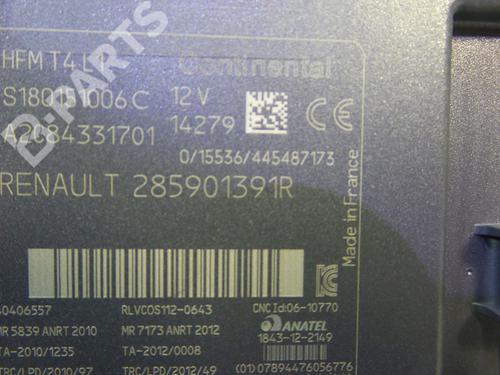 HFM T4 L
Continental
S180151006 C 12 V
A2C84331701 14279
0/15536/445487173
RENAULT 285901391R
Made in France
B-PARTS
40406557 RLVCOS112-0643 CNC Id:06-10770
MR 5839 ANRT 2010 MR 7173 ANRT 2012 ANATEL
TA-2010/1235 TA-2012/0008 1843-12-2149
TRC/LPD/2010/97 TRC/LPD/2012/49 (01)07894476056776